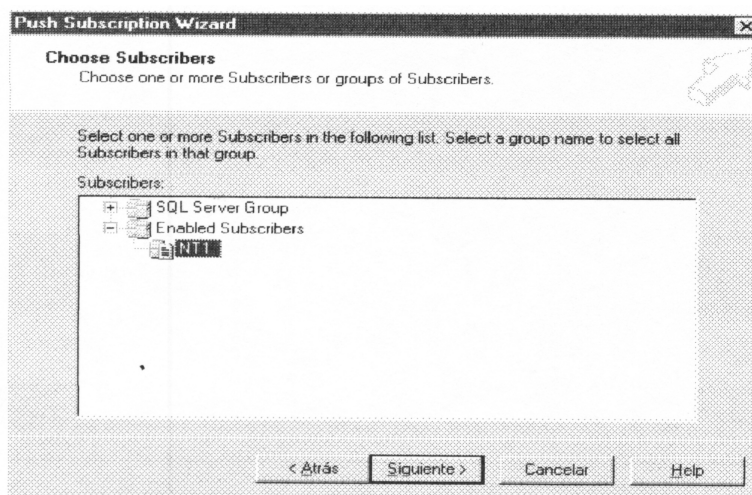 Push Subscription Wizard
Choose Subscribers
Choose one or more Subscribers or groups of Subscribers.
Select one or more Subscribers in the following list. Select a group name to select all
Subscribers in that group.
Subscribers:
SQL Server Group
Enabled Subscribers
NT1
< Atrás Siguiente > Cancelar Help